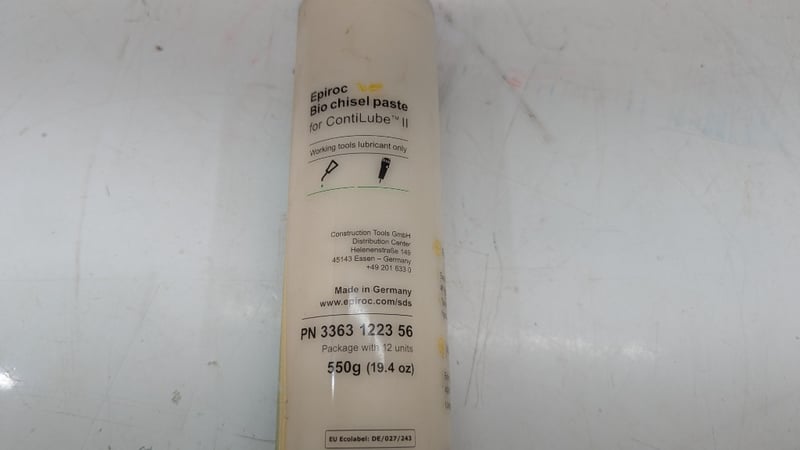 Epiroc
Bio chisel paste
for ContiLube™ II
Working tools lubricant only
Construction Tools GmbH
Distribution Center
Helenenstraße 149
45143 Essen – Germany
+49 201 633 0
Made in Germany
www.epiroc.com/sds
PN 3363 1223 56
Package with 12 units
550g (19.4 oz)
EU Ecolabel: DE/027/243